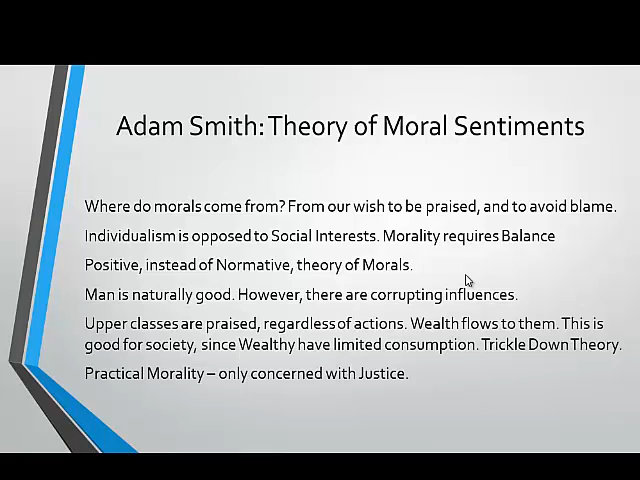 Adam Smith: Theory of Moral Sentiments
Where do morals come from? From our wish to be praised, and to avoid blame.
Individualism is opposed to Social Interests. Morality requires Balance
Positive, instead of Normative, theory of Morals.
Man is naturally good. However, there are corrupting influences.
Upper classes are praised, regardless of actions. Wealth flows to them. This is
good for society, since Wealthy have limited consumption. Trickle Down Theory.
Practical Morality – only concerned with Justice.